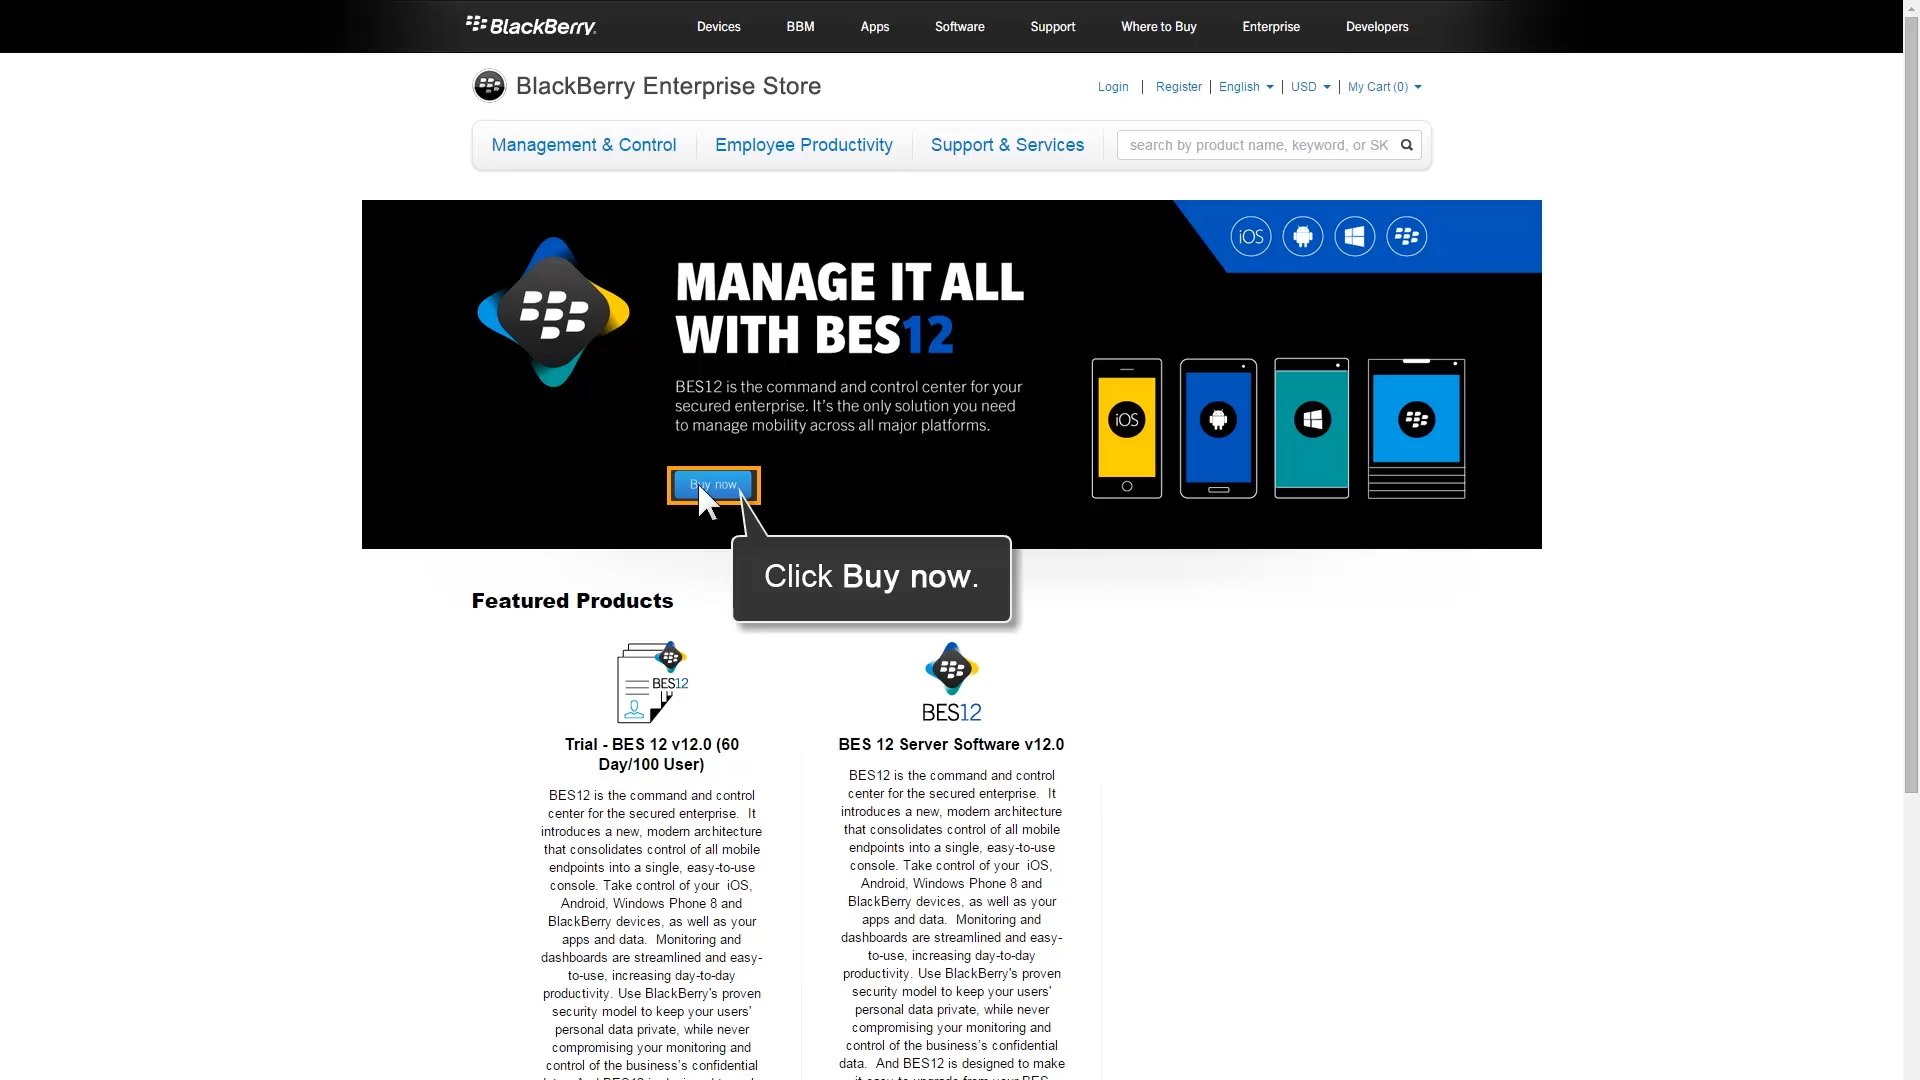 BlackBerry
Devices BBM Apps Software Support Where to Buy Enterprise Developers
BlackBerry Enterprise Store
Login | Register | English | USD | My Cart (0)
Management & Control Employee Productivity Support & Services search by product name, keyword, or SK
iOS
MANAGE IT ALL
WITH BES12
BES12 is the command and control center for your
secured enterprise. It's the only solution you need
to manage mobility across all major platforms.
iOS
Buy now
Click Buy now.
Featured Products
BES12
Trial - BES 12 v12.0 (60
Day/100 User)
BES12 is the command and control
center for the secured enterprise. It
introduces a new, modern architecture
that consolidates control of all mobile
endpoints into a single, easy-to-use
console. Take control of your iOS,
Android, Windows Phone 8 and
BlackBerry devices, as well as your
apps and data. Monitoring and
dashboards are streamlined and easy-
to-use, increasing day-to-day
productivity. Use BlackBerry's proven
security model to keep your users'
personal data private, while never
compromising your monitoring and
control of the business's confidential
BES12
BES 12 Server Software v12.0
BES12 is the command and control
center for the secured enterprise. It
introduces a new, modern architecture
that consolidates control of all mobile
endpoints into a single, easy-to-use
console. Take control of your iOS,
Android, Windows Phone 8 and
BlackBerry devices, as well as your
apps and data. Monitoring and
dashboards are streamlined and easy-
to-use, increasing day-to-day
productivity. Use BlackBerry's proven
security model to keep your users'
personal data private, while never
compromising your monitoring and
control of the business's confidential
data. And BES12 is designed to make